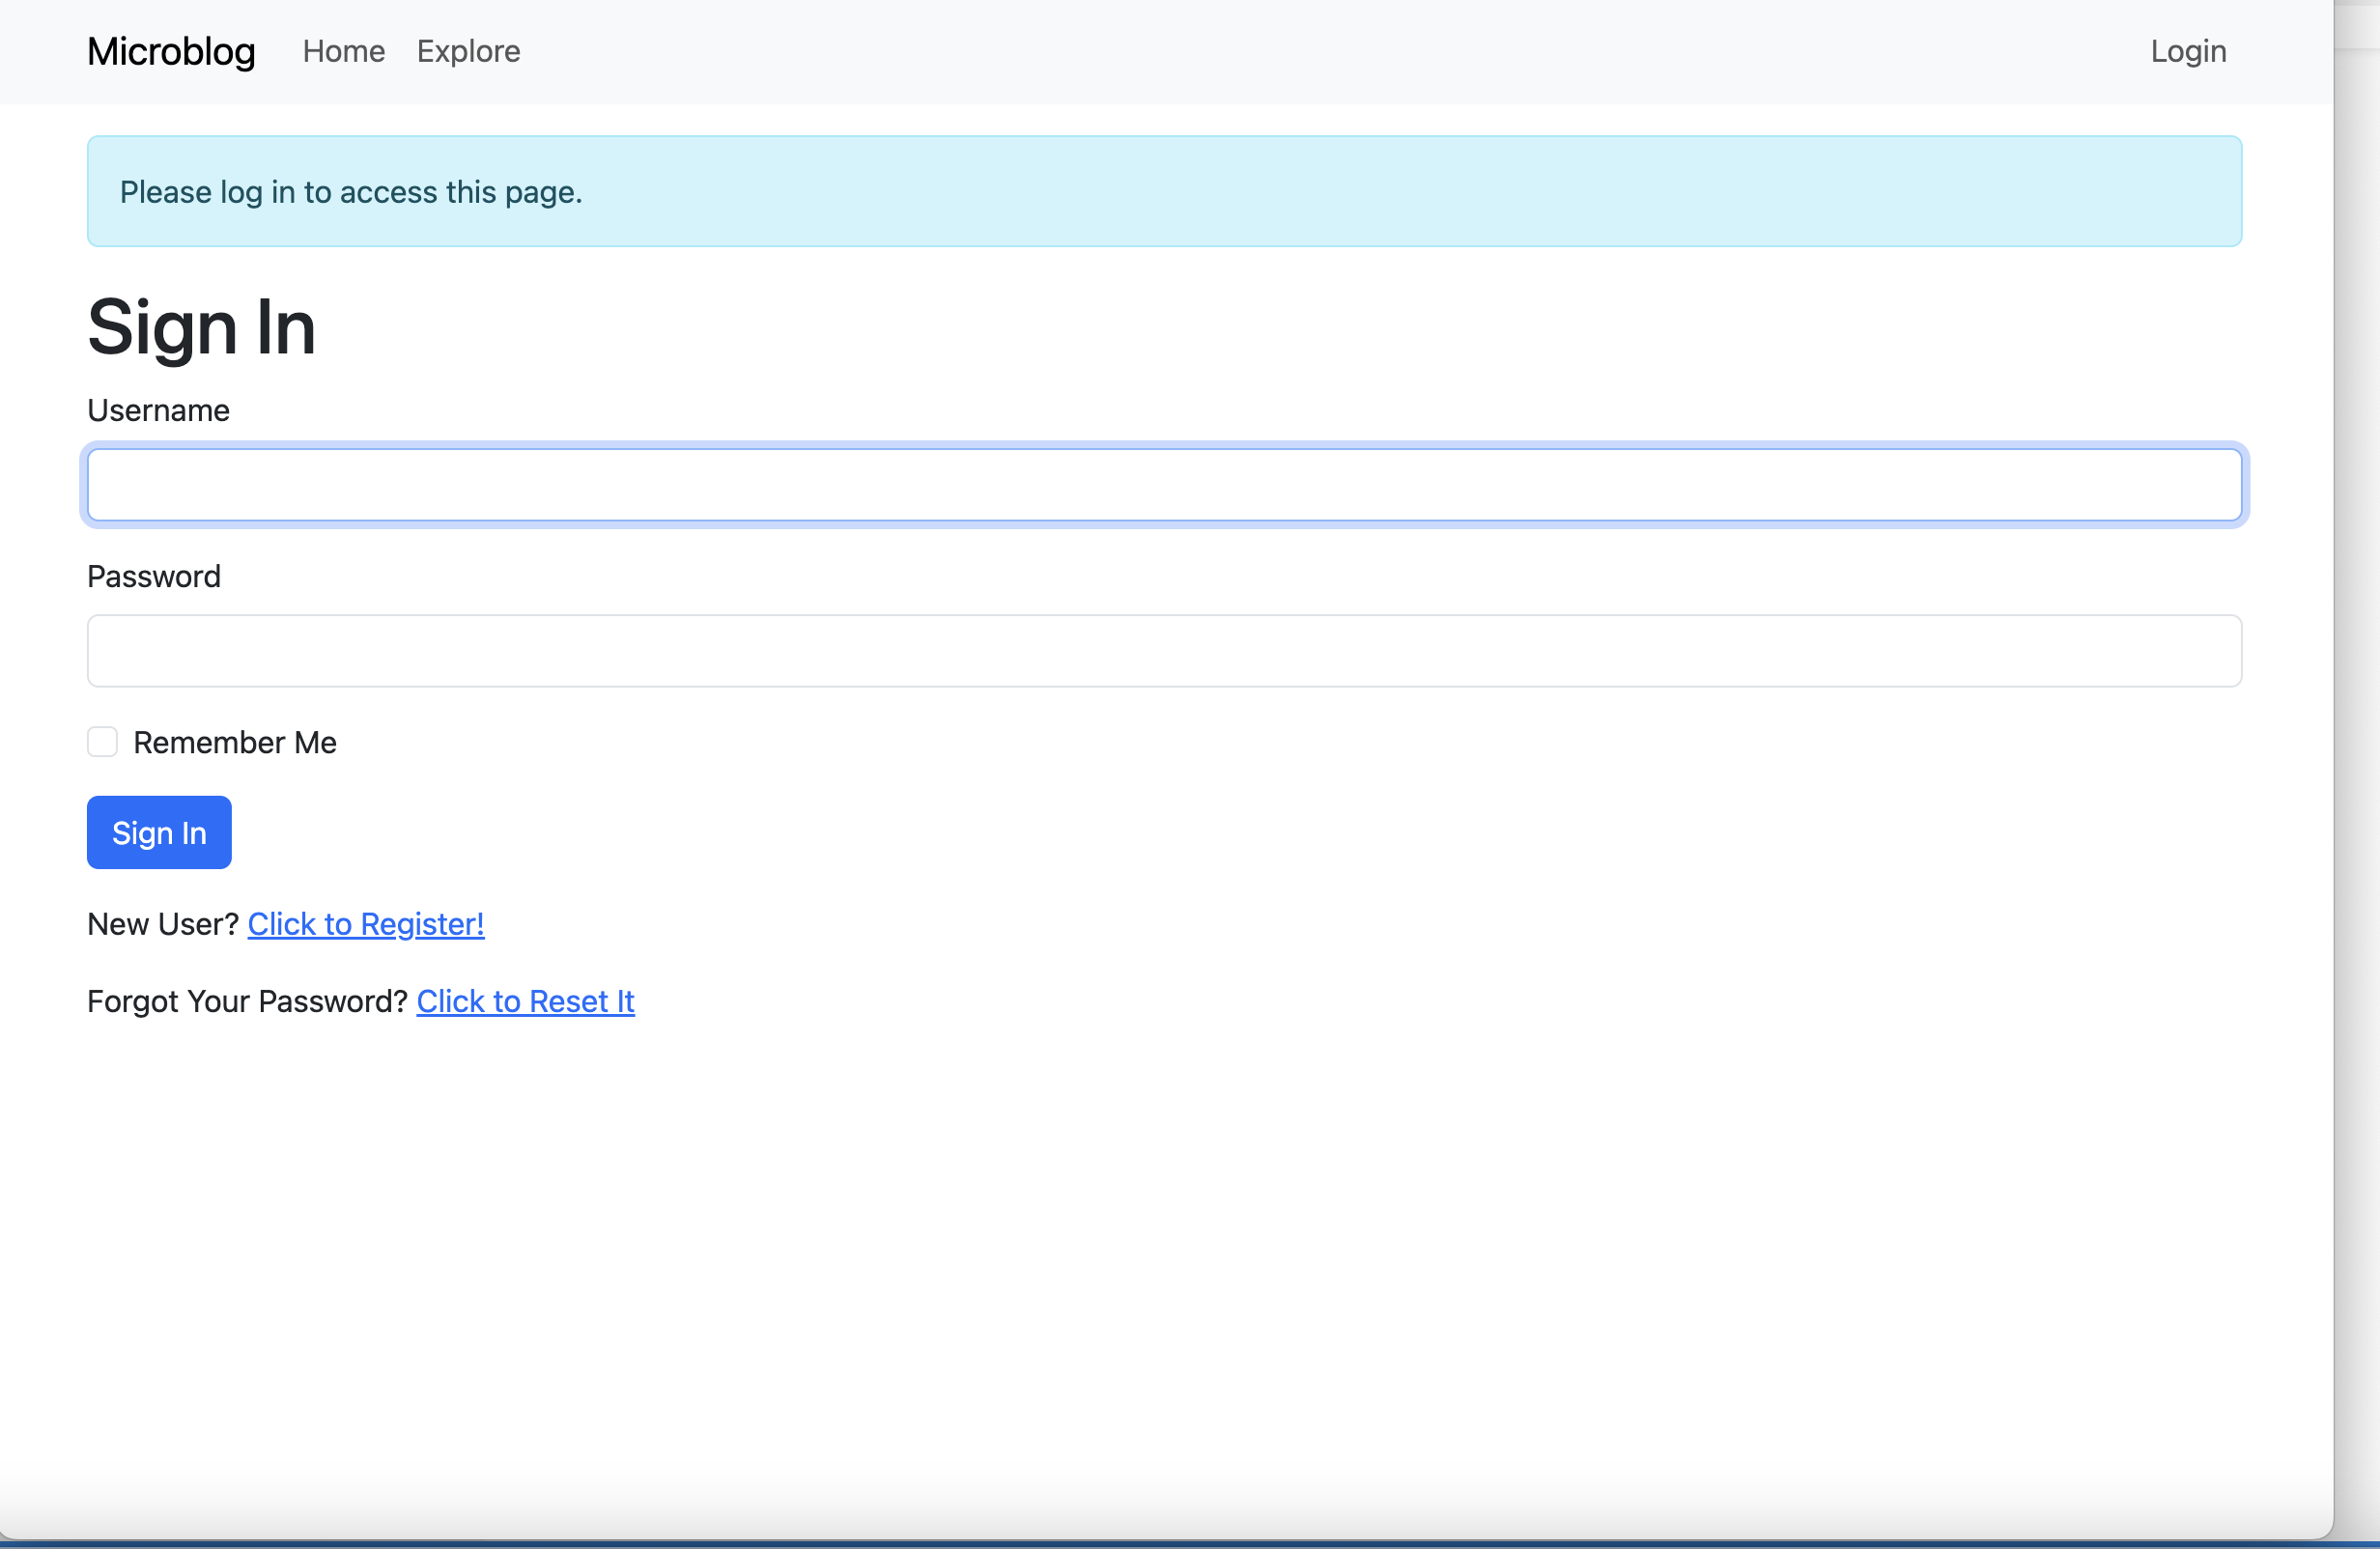 Microblog Home Explore Login
Please log in to access this page.
Sign In
Username
Password
Remember Me
Sign In
New User? Click to Register!
Forgot Your Password? Click to Reset It